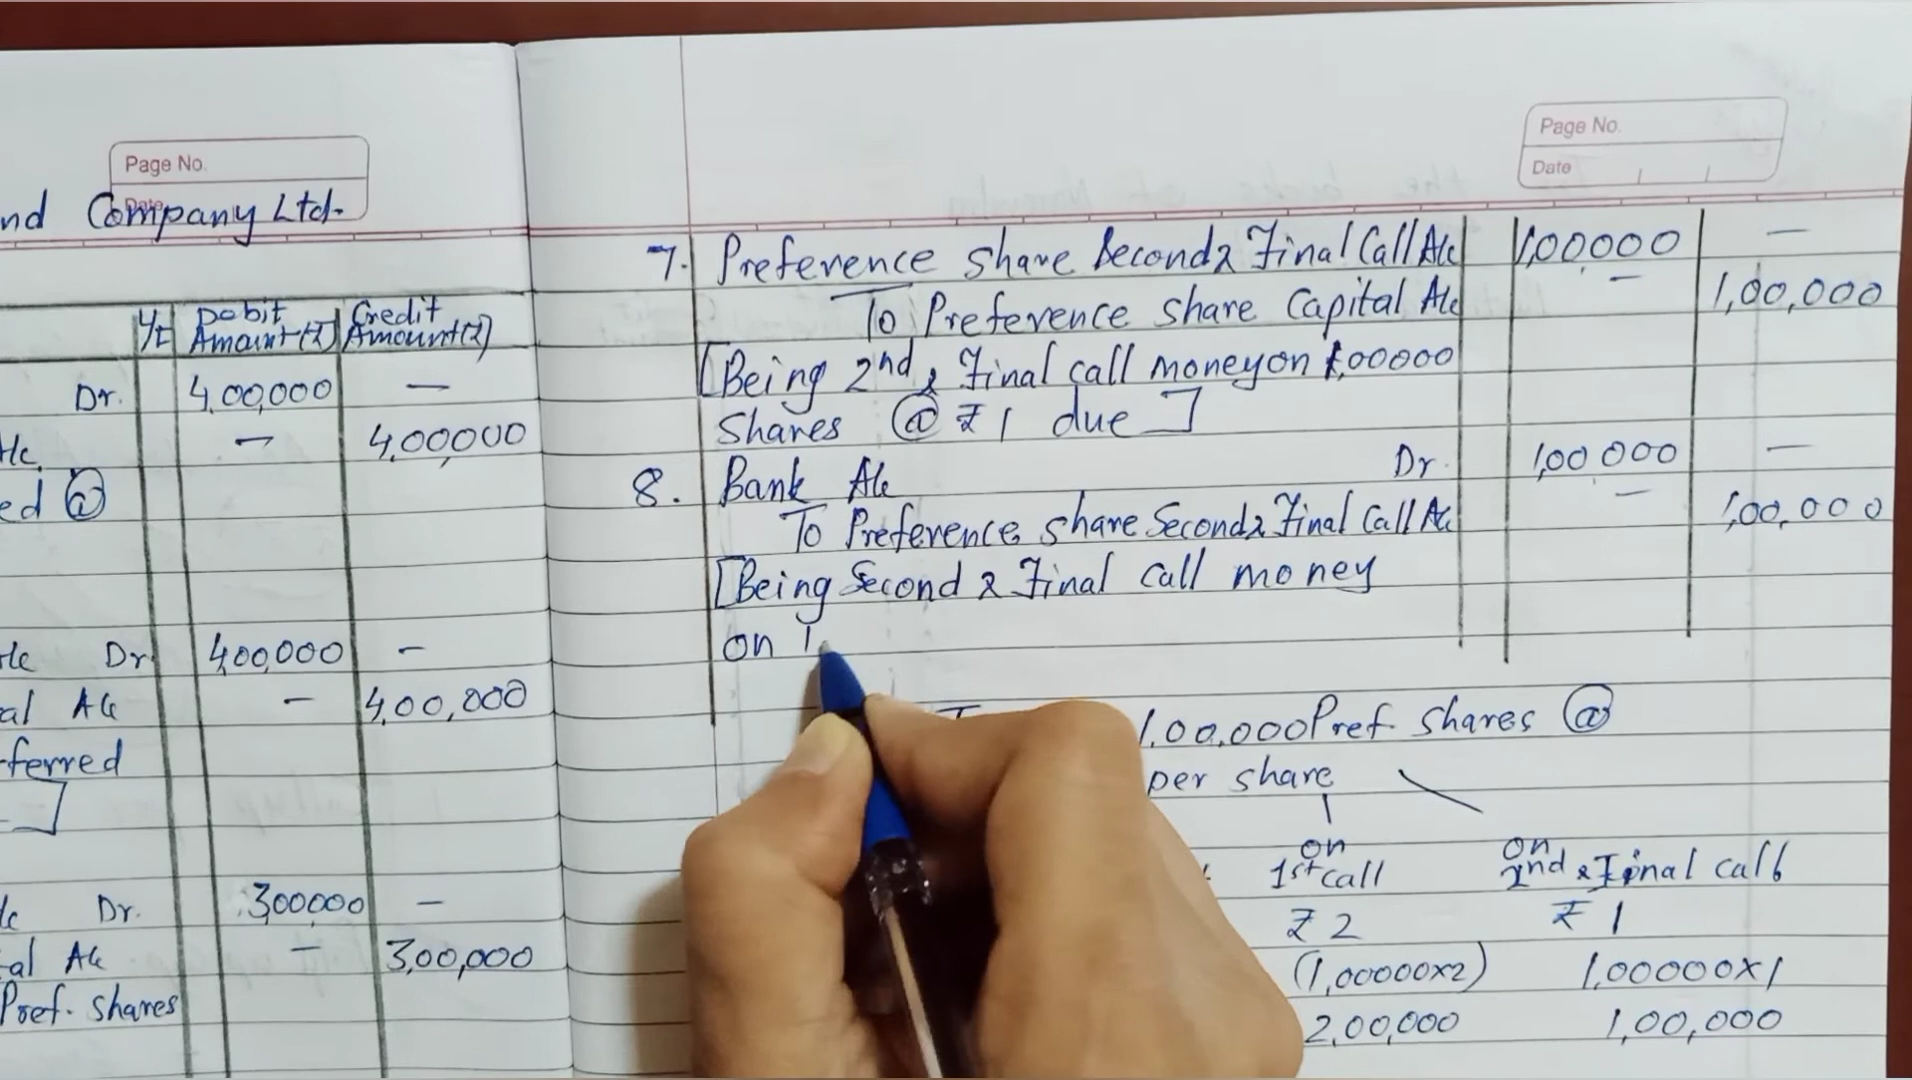 Page No.
nd Company Ltd.
Y/F Debit Amount(₹) Credit Amount(₹)
Dr. 4,00,000 —
A/c. — 4,00,000
ed @
A/c Dr. 4,00,000 —
al A/c — 4,00,000
ferred
]
A/c Dr. 3,00,000 —
al A/c — 3,00,000
Pref. shares
Page No.
Date
7. Preference share Second & Final Call A/c 1,00,000 —
To Preference share Capital A/c — 1,00,000
[Being 2nd & Final call money on 1,00000
Shares @ ₹ 1 due ]
8. Bank A/c Dr. 1,00,000 —
To Preference share Second & Final Call A/c — 1,00,000
[Being Second & Final call money
on 1
1,00,000 Pref. shares @
per share
on 1st call
on 2nd & Final call
₹ 2 ₹ 1
(1,00000x2) 1,00000x1
2,00,000 1,00,000